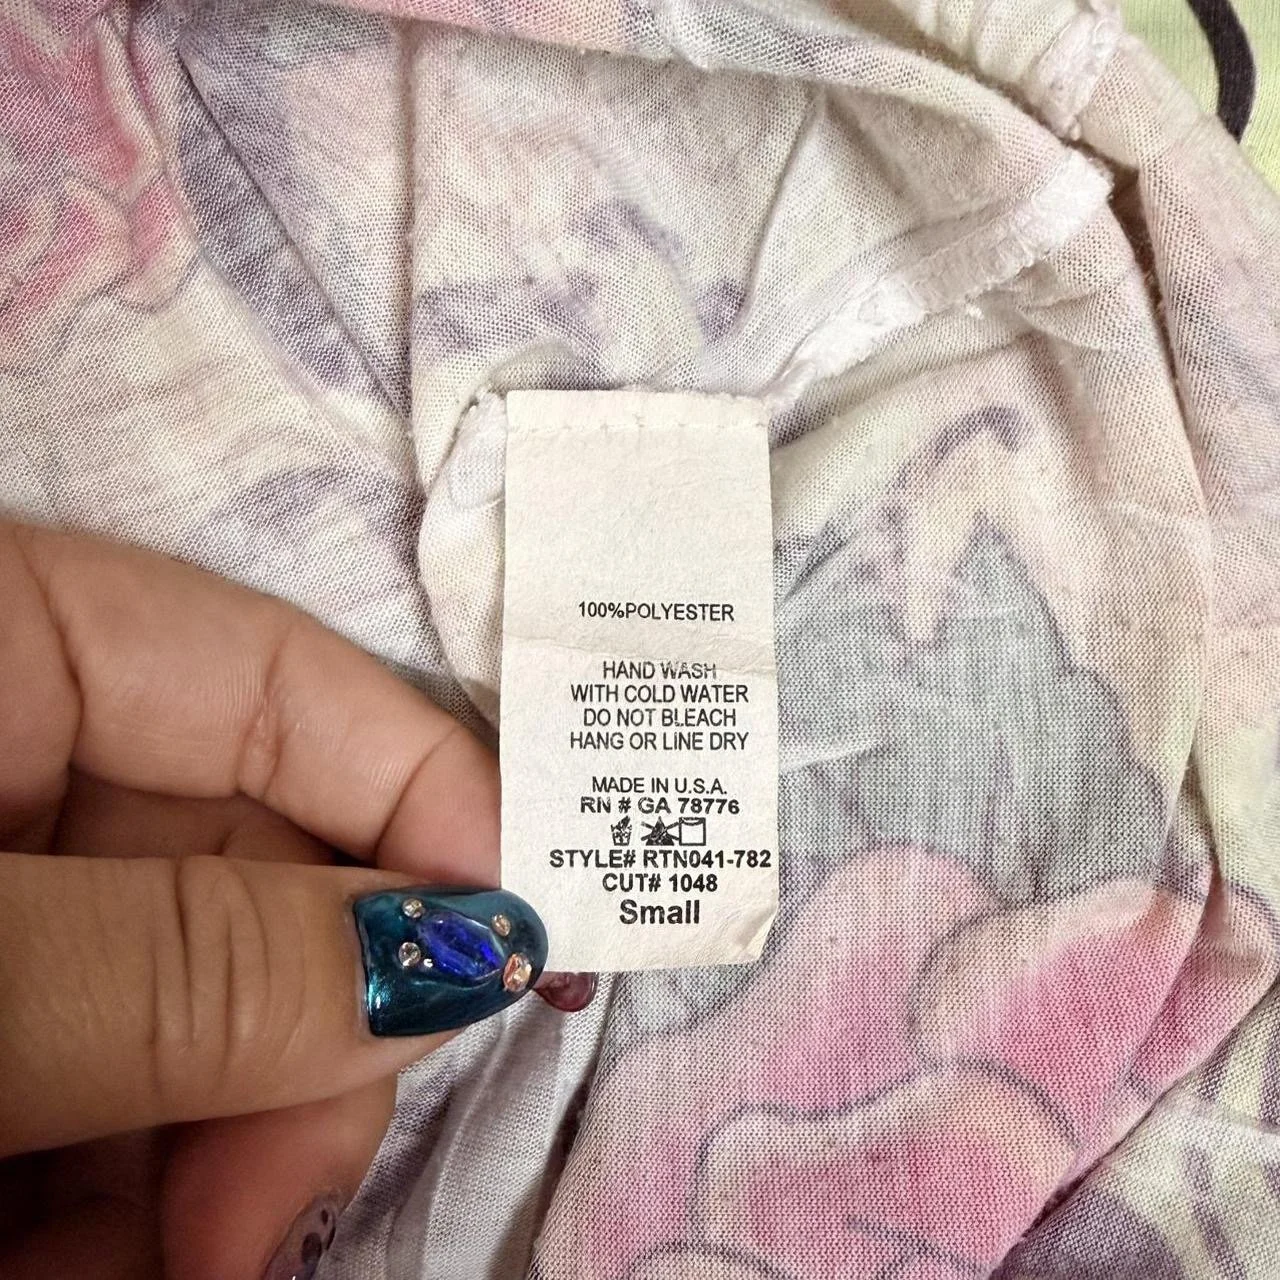 100%POLYESTER
HAND WASH
WITH COLD WATER
DO NOT BLEACH
HANG OR LINE DRY
MADE IN U.S.A.
RN # GA 78776
STYLE# RTN041-782
CUT# 1048
Small